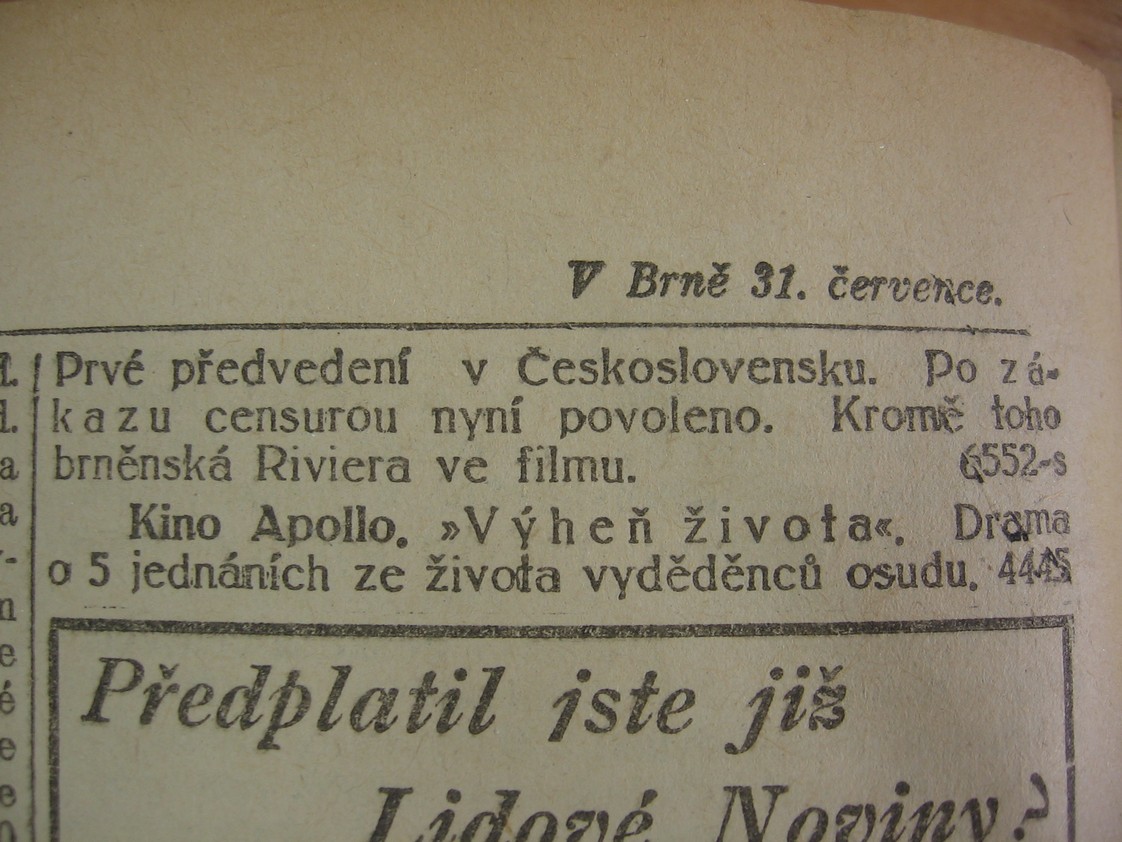 V Brně 31. července.
Prvé předvedení v Československu. Po zá-
kazu censurou nyní povoleno. Kromě toho
brněnská Riviera ve filmu. 6552-s
Kino Apollo. »Výheň života«. Drama
o 5 jednáních ze života vyděděnců osudu. 4445
Předplatil jste již
Lidové Noviny?